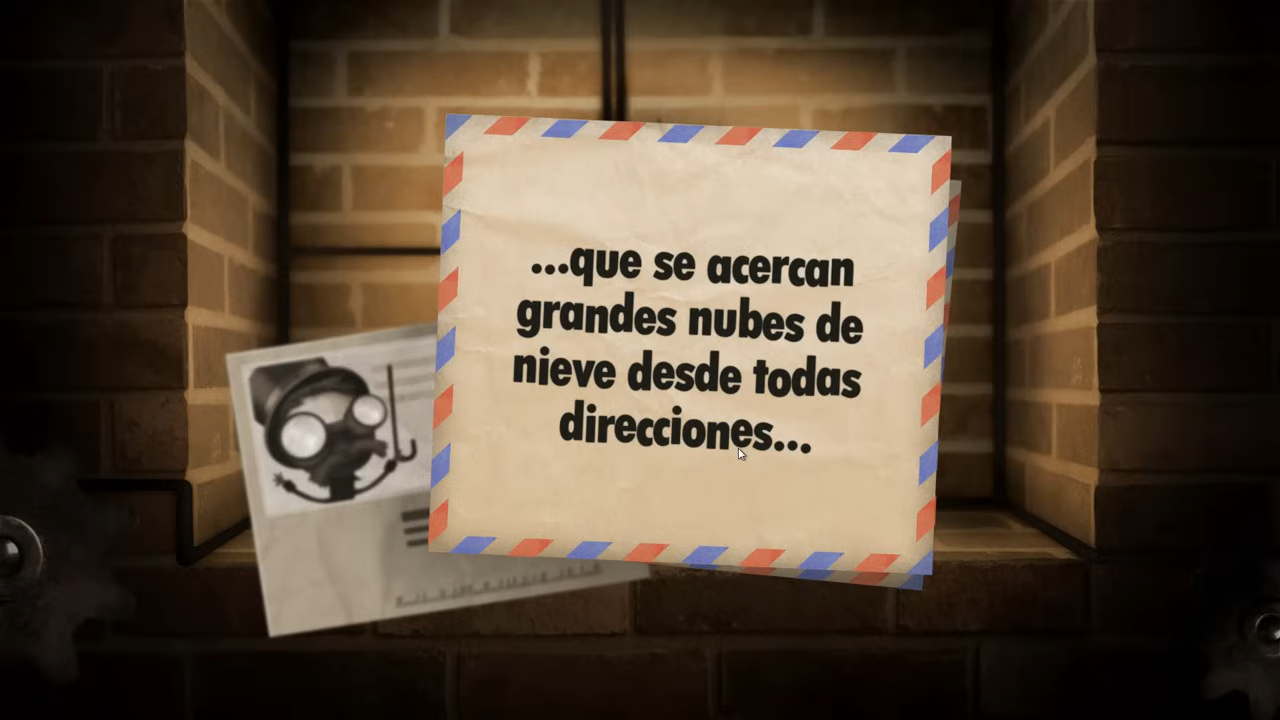 ...que se acercan
grandes nubes de
nieve desde todas
direcciones...